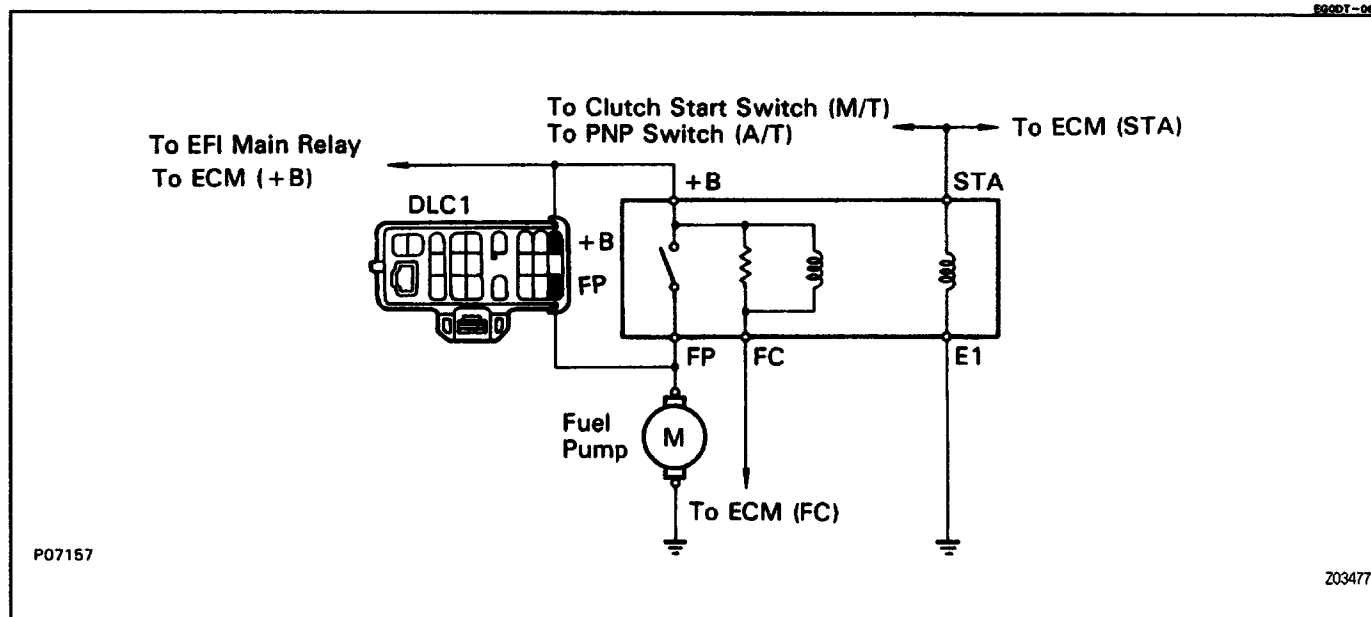 EG0DT-06
To Clutch Start Switch (M/T)
To PNP Switch (A/T)
To ECM (STA)
To EFI Main Relay
To ECM (+B)
+B
STA
DLC1
+B
FP
FP
FC
E1
Fuel
Pump
M
To ECM (FC)
P07157
Z03477